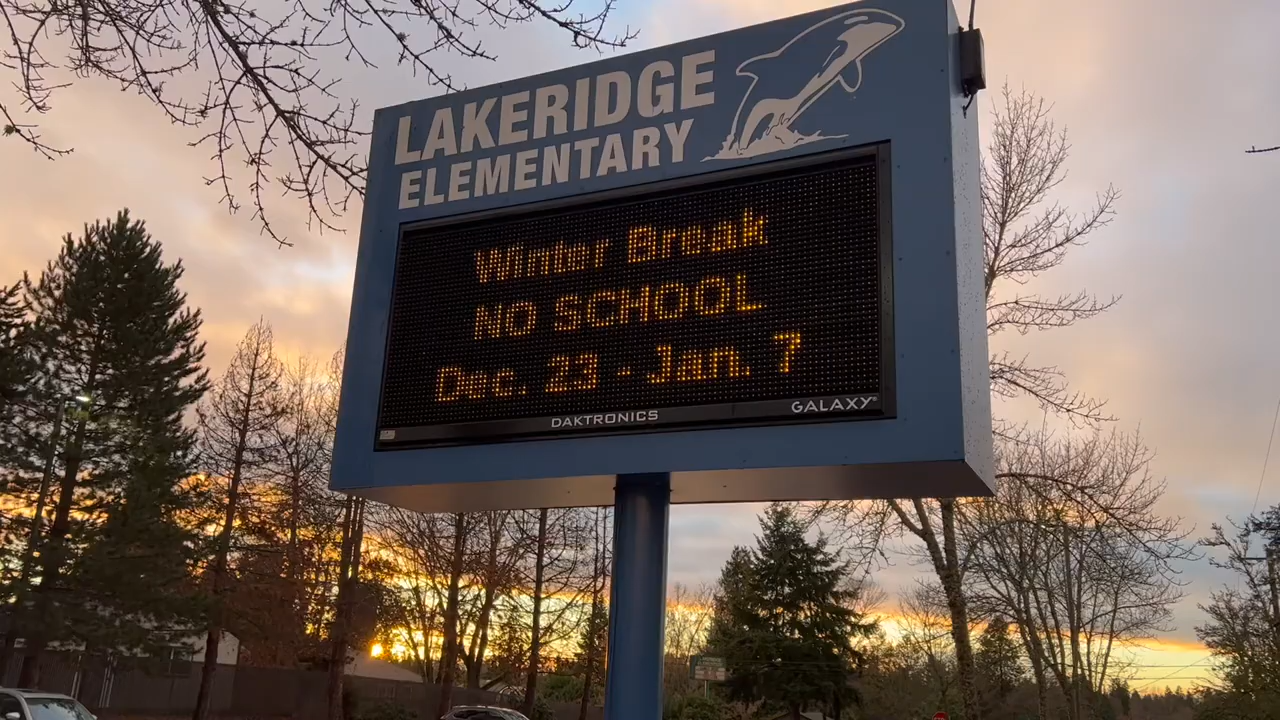 LAKERIDGE
ELEMENTARY
Winter Break
NO SCHOOL
Dec. 23 - Jan. 7
DAKTRONICS
GALAXY®